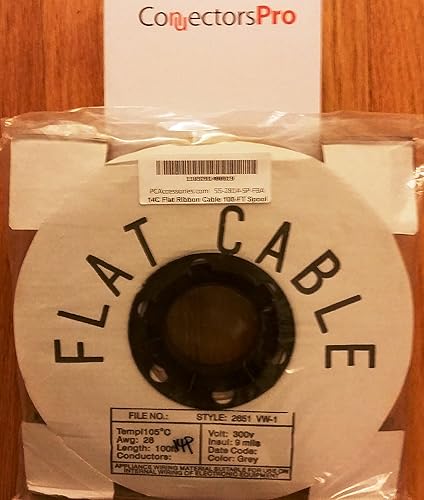 ConnectorsPro
PCAccessories.com SS-2804-SP-FBA
14C Flat Ribbon Cable 100-FT Spool
FLAT CABLE
FILE NO.: STYLE: 2651 VW-1
Temp|105°C Volt: 300v
Awg: 28 Insul: 9 mils
Length: 100ft Date Code:
Conductors: 14P Color: Grey
APPLIANCE WIRING MATERIAL SUITABLE FOR USE ON
INTERNAL WIRING OF ELECTRONIC EQUIPMENT